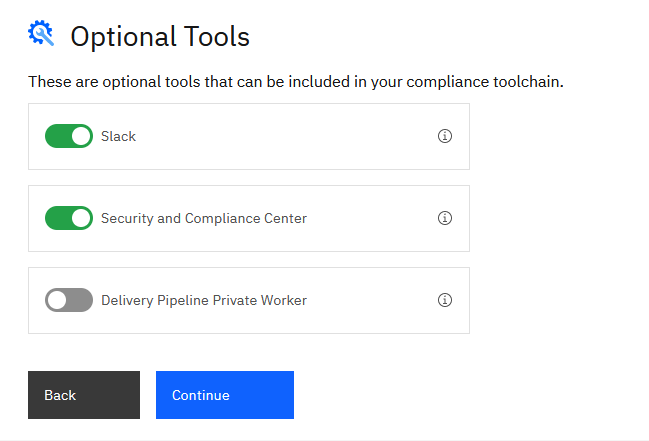 Optional Tools
These are optional tools that can be included in your compliance toolchain.
Slack
Security and Compliance Center
Delivery Pipeline Private Worker
Back
Continue